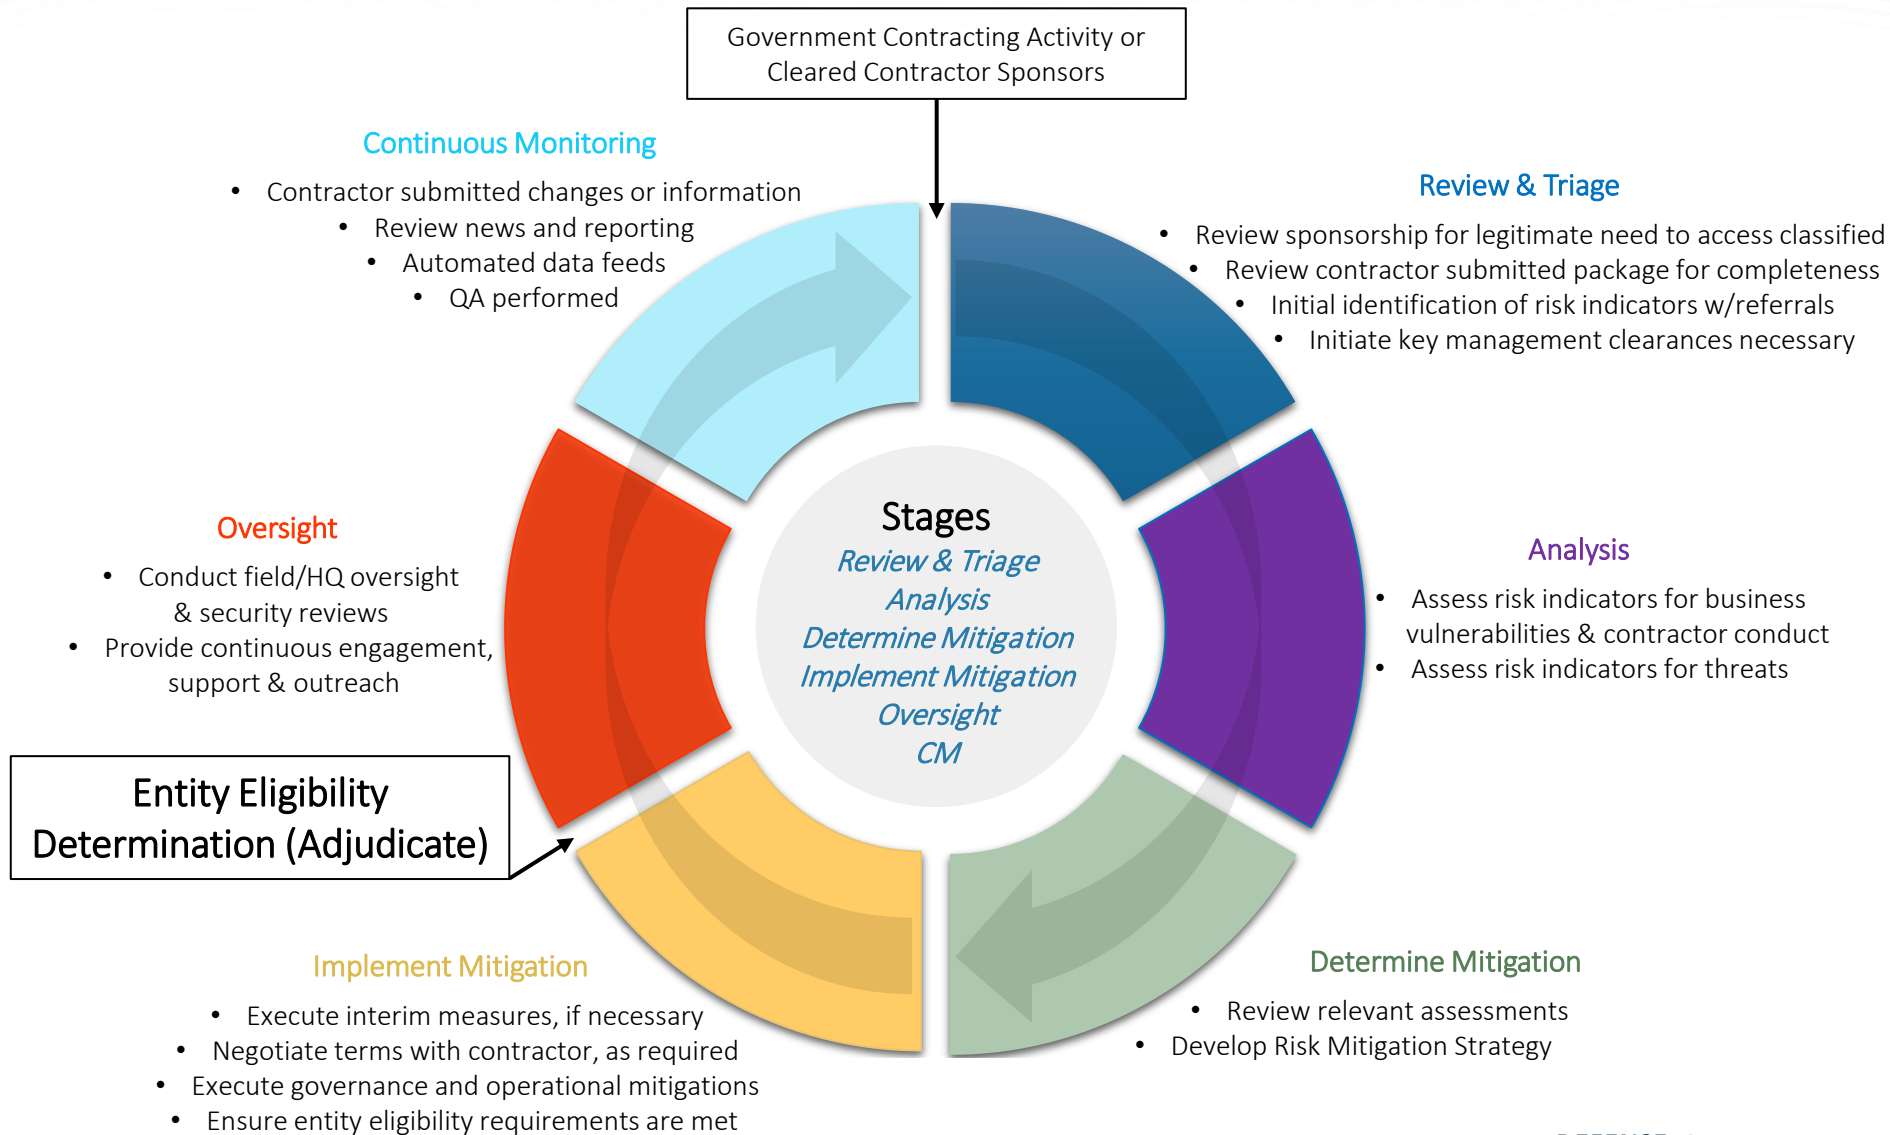 Government Contracting Activity or
Cleared Contractor Sponsors
Continuous Monitoring
• Contractor submitted changes or information
• Review news and reporting
• Automated data feeds
• QA performed
Review & Triage
• Review sponsorship for legitimate need to access classified
• Review contractor submitted package for completeness
• Initial identification of risk indicators w/referrals
• Initiate key management clearances necessary
Stages
Review & Triage
Analysis
Determine Mitigation
Implement Mitigation
Oversight
CM
Oversight
• Conduct field/HQ oversight
& security reviews
• Provide continuous engagement,
support & outreach
Analysis
• Assess risk indicators for business
vulnerabilities & contractor conduct
• Assess risk indicators for threats
Entity Eligibility
Determination (Adjudicate)
Implement Mitigation
• Execute interim measures, if necessary
• Negotiate terms with contractor, as required
• Execute governance and operational mitigations
• Ensure entity eligibility requirements are met
Determine Mitigation
• Review relevant assessments
• Develop Risk Mitigation Strategy